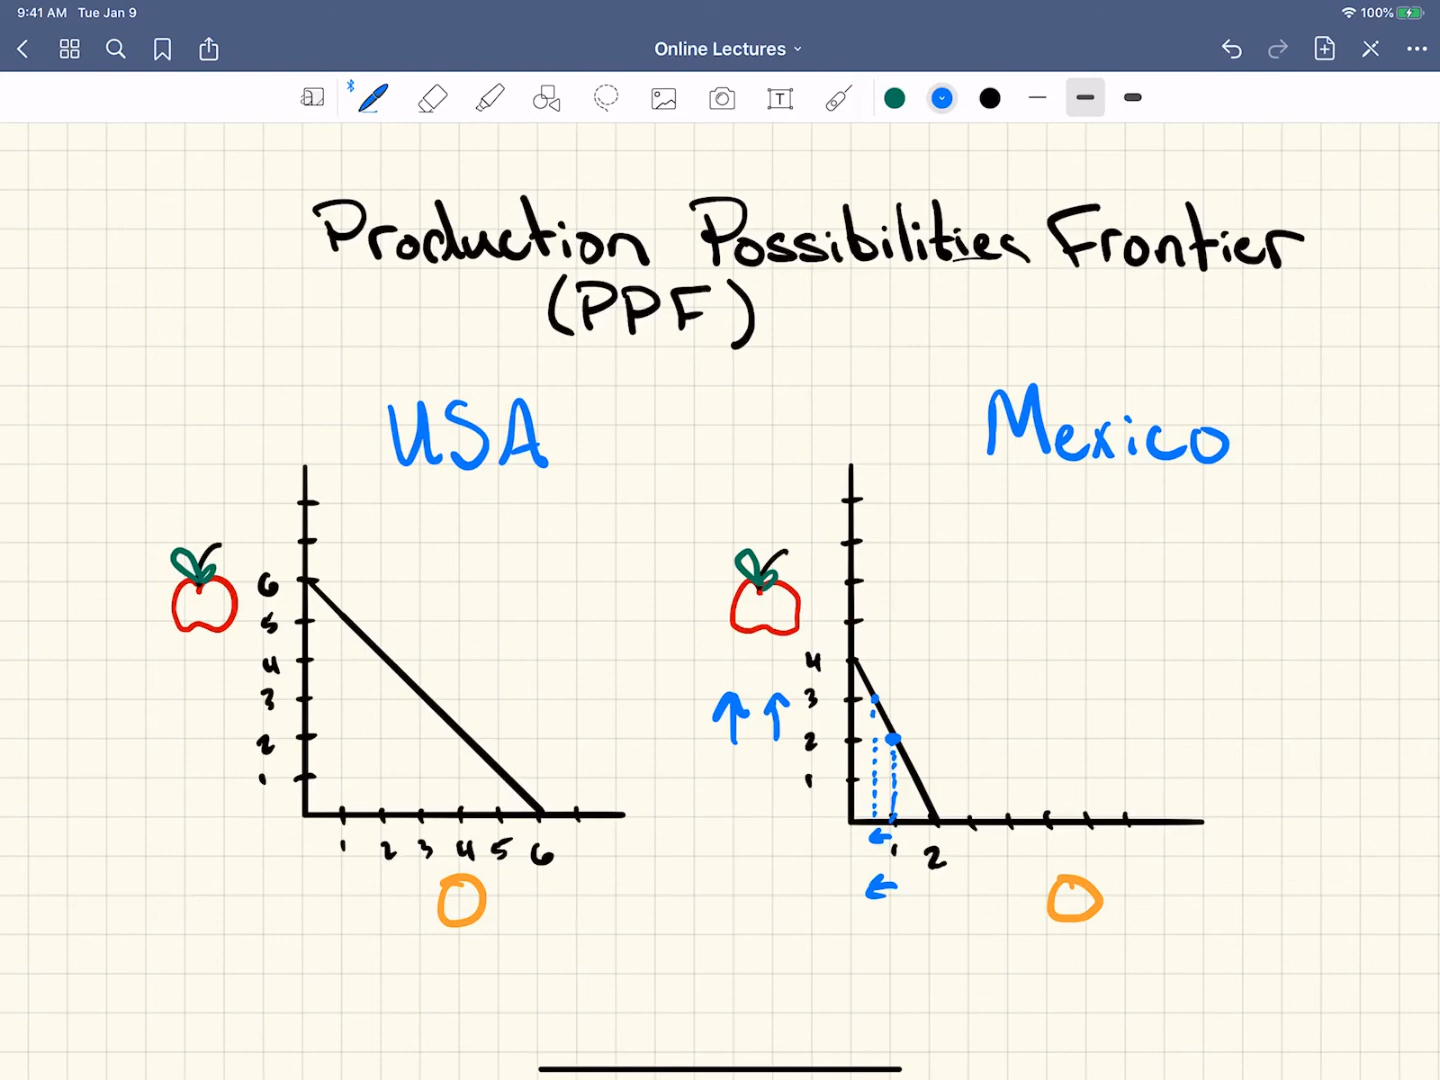 9:41 AM Tue Jan 9
100%
Online Lectures
Production Possibilities Frontier
(PPF)
USA
Mexico
6
5
4
3
2
1
1 2 3 4 5 6
4
3
2
1
1 2